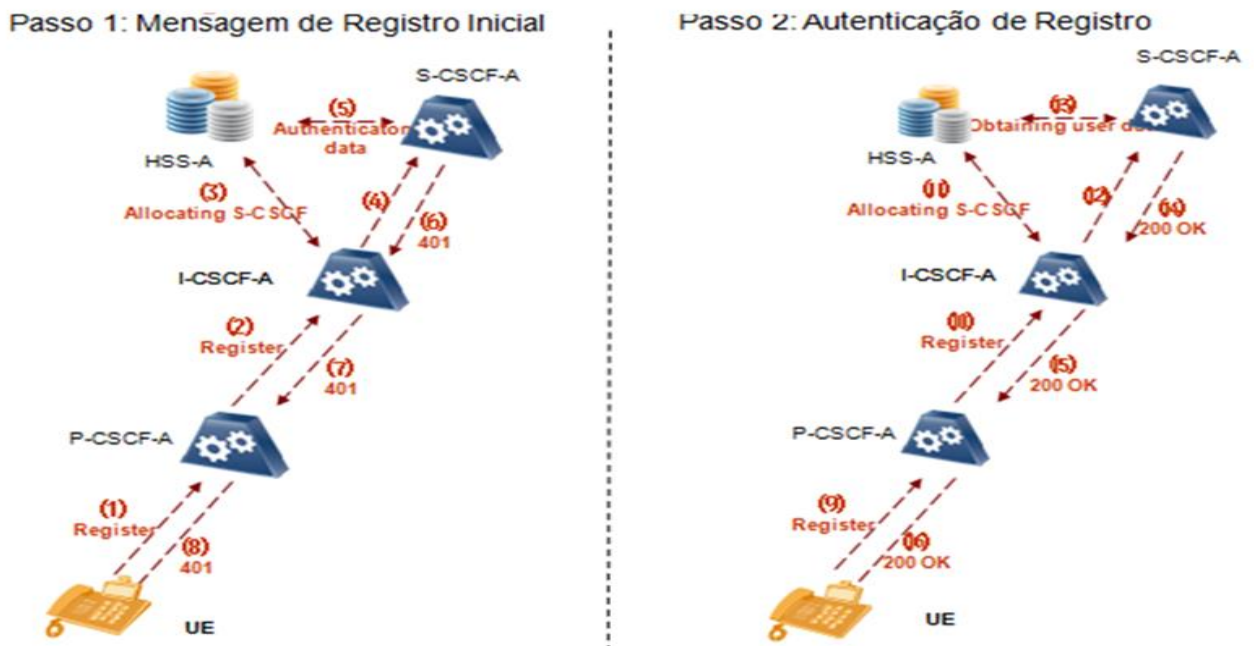 Passo 1: Mensagem de Registro Inicial
S-CSCF-A
(5)
Authenticaton
data
HSS-A
(3)
Allocating S-CSCF
(4)
(6)
401
I-CSCF-A
(2)
Register
(7)
401
P-CSCF-A
(1)
Register
(8)
401
UE
Passo 2: Autenticação de Registro
S-CSCF-A
(13)
Obtaining user
HSS-A
(11)
Allocating S-CSCF
(12)
(14)
200 OK
I-CSCF-A
(10)
Register
(15)
200 OK
P-CSCF-A
(9)
Register
(16)
200 OK
UE